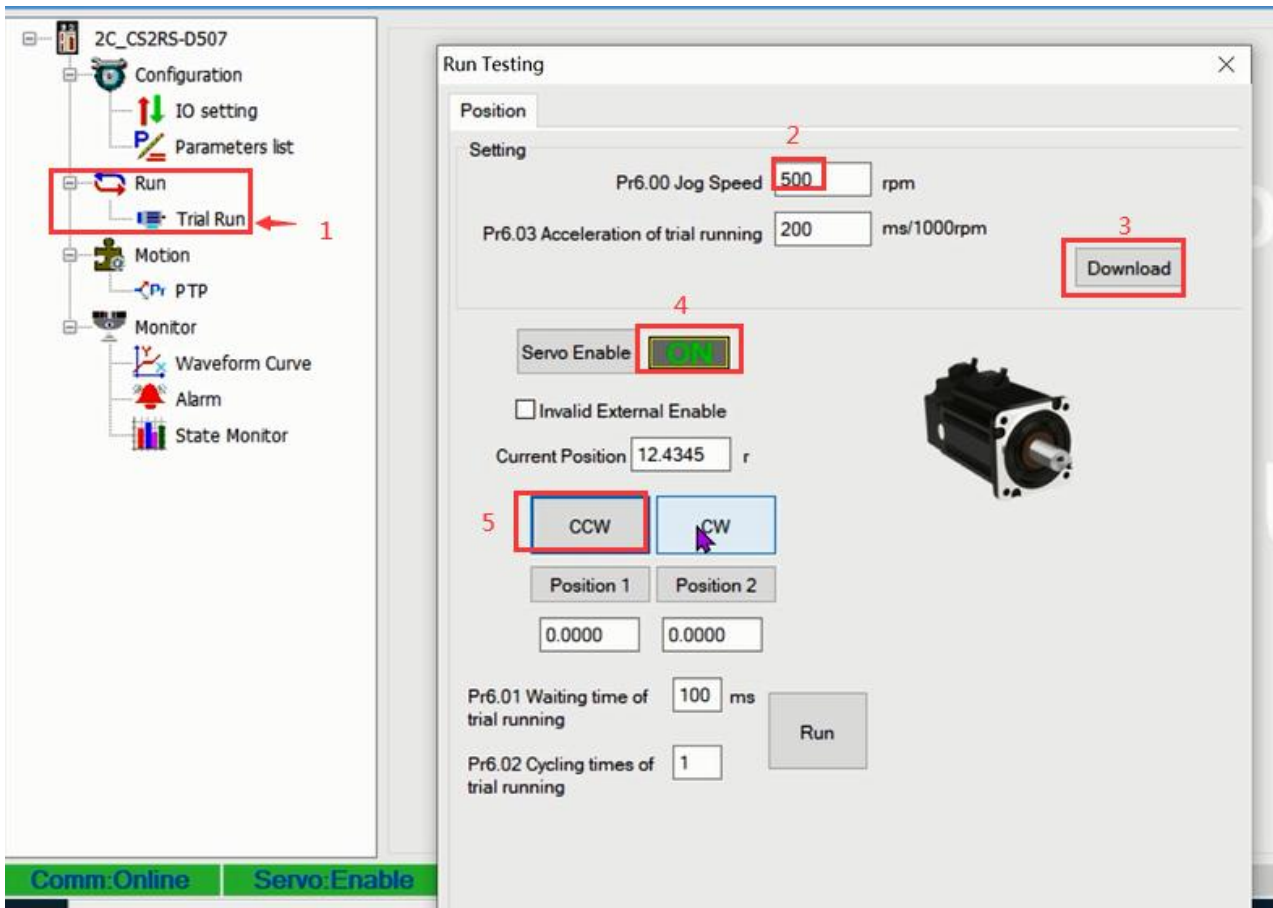 2C_CS2RS-D507
Configuration
IO setting
Parameters list
Run
Trial Run
1
Motion
PTP
Monitor
Waveform Curve
Alarm
State Monitor
Run Testing
Position
Setting
2
Pr6.00 Jog Speed 500 rpm
Pr6.03 Acceleration of trial running 200 ms/1000rpm
3
Download
4
Servo Enable ON
Invalid External Enable
Current Position 12.4345 r
5 CCW CW
Position 1 Position 2
0.0000 0.0000
Pr6.01 Waiting time of 100 ms
trial running
Run
Pr6.02 Cycling times of 1
trial running
Comm:Online Servo:Enable